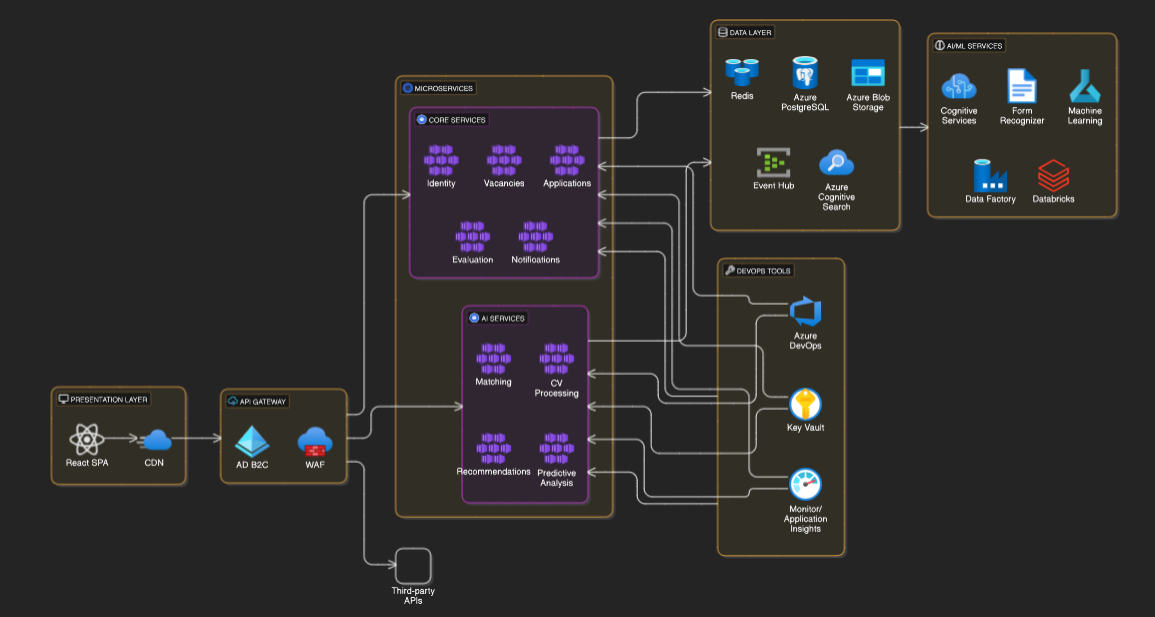 PRESENTATION LAYER
React SPA
CDN
API GATEWAY
AD B2C
WAF
Third-party
APIs
MICROSERVICES
CORE SERVICES
Identity
Vacancies
Applications
Evaluation
Notifications
AI SERVICES
Matching
CV
Processing
Recommendations
Predictive
Analysis
DATA LAYER
Redis
Azure
PostgreSQL
Azure Blob
Storage
Event Hub
Azure
Cognitive
Search
DEVOPS TOOLS
Azure
DevOps
Key Vault
Monitor/
Application
Insights
AI/ML SERVICES
Cognitive
Services
Form
Recognizer
Machine
Learning
Data Factory
Databricks